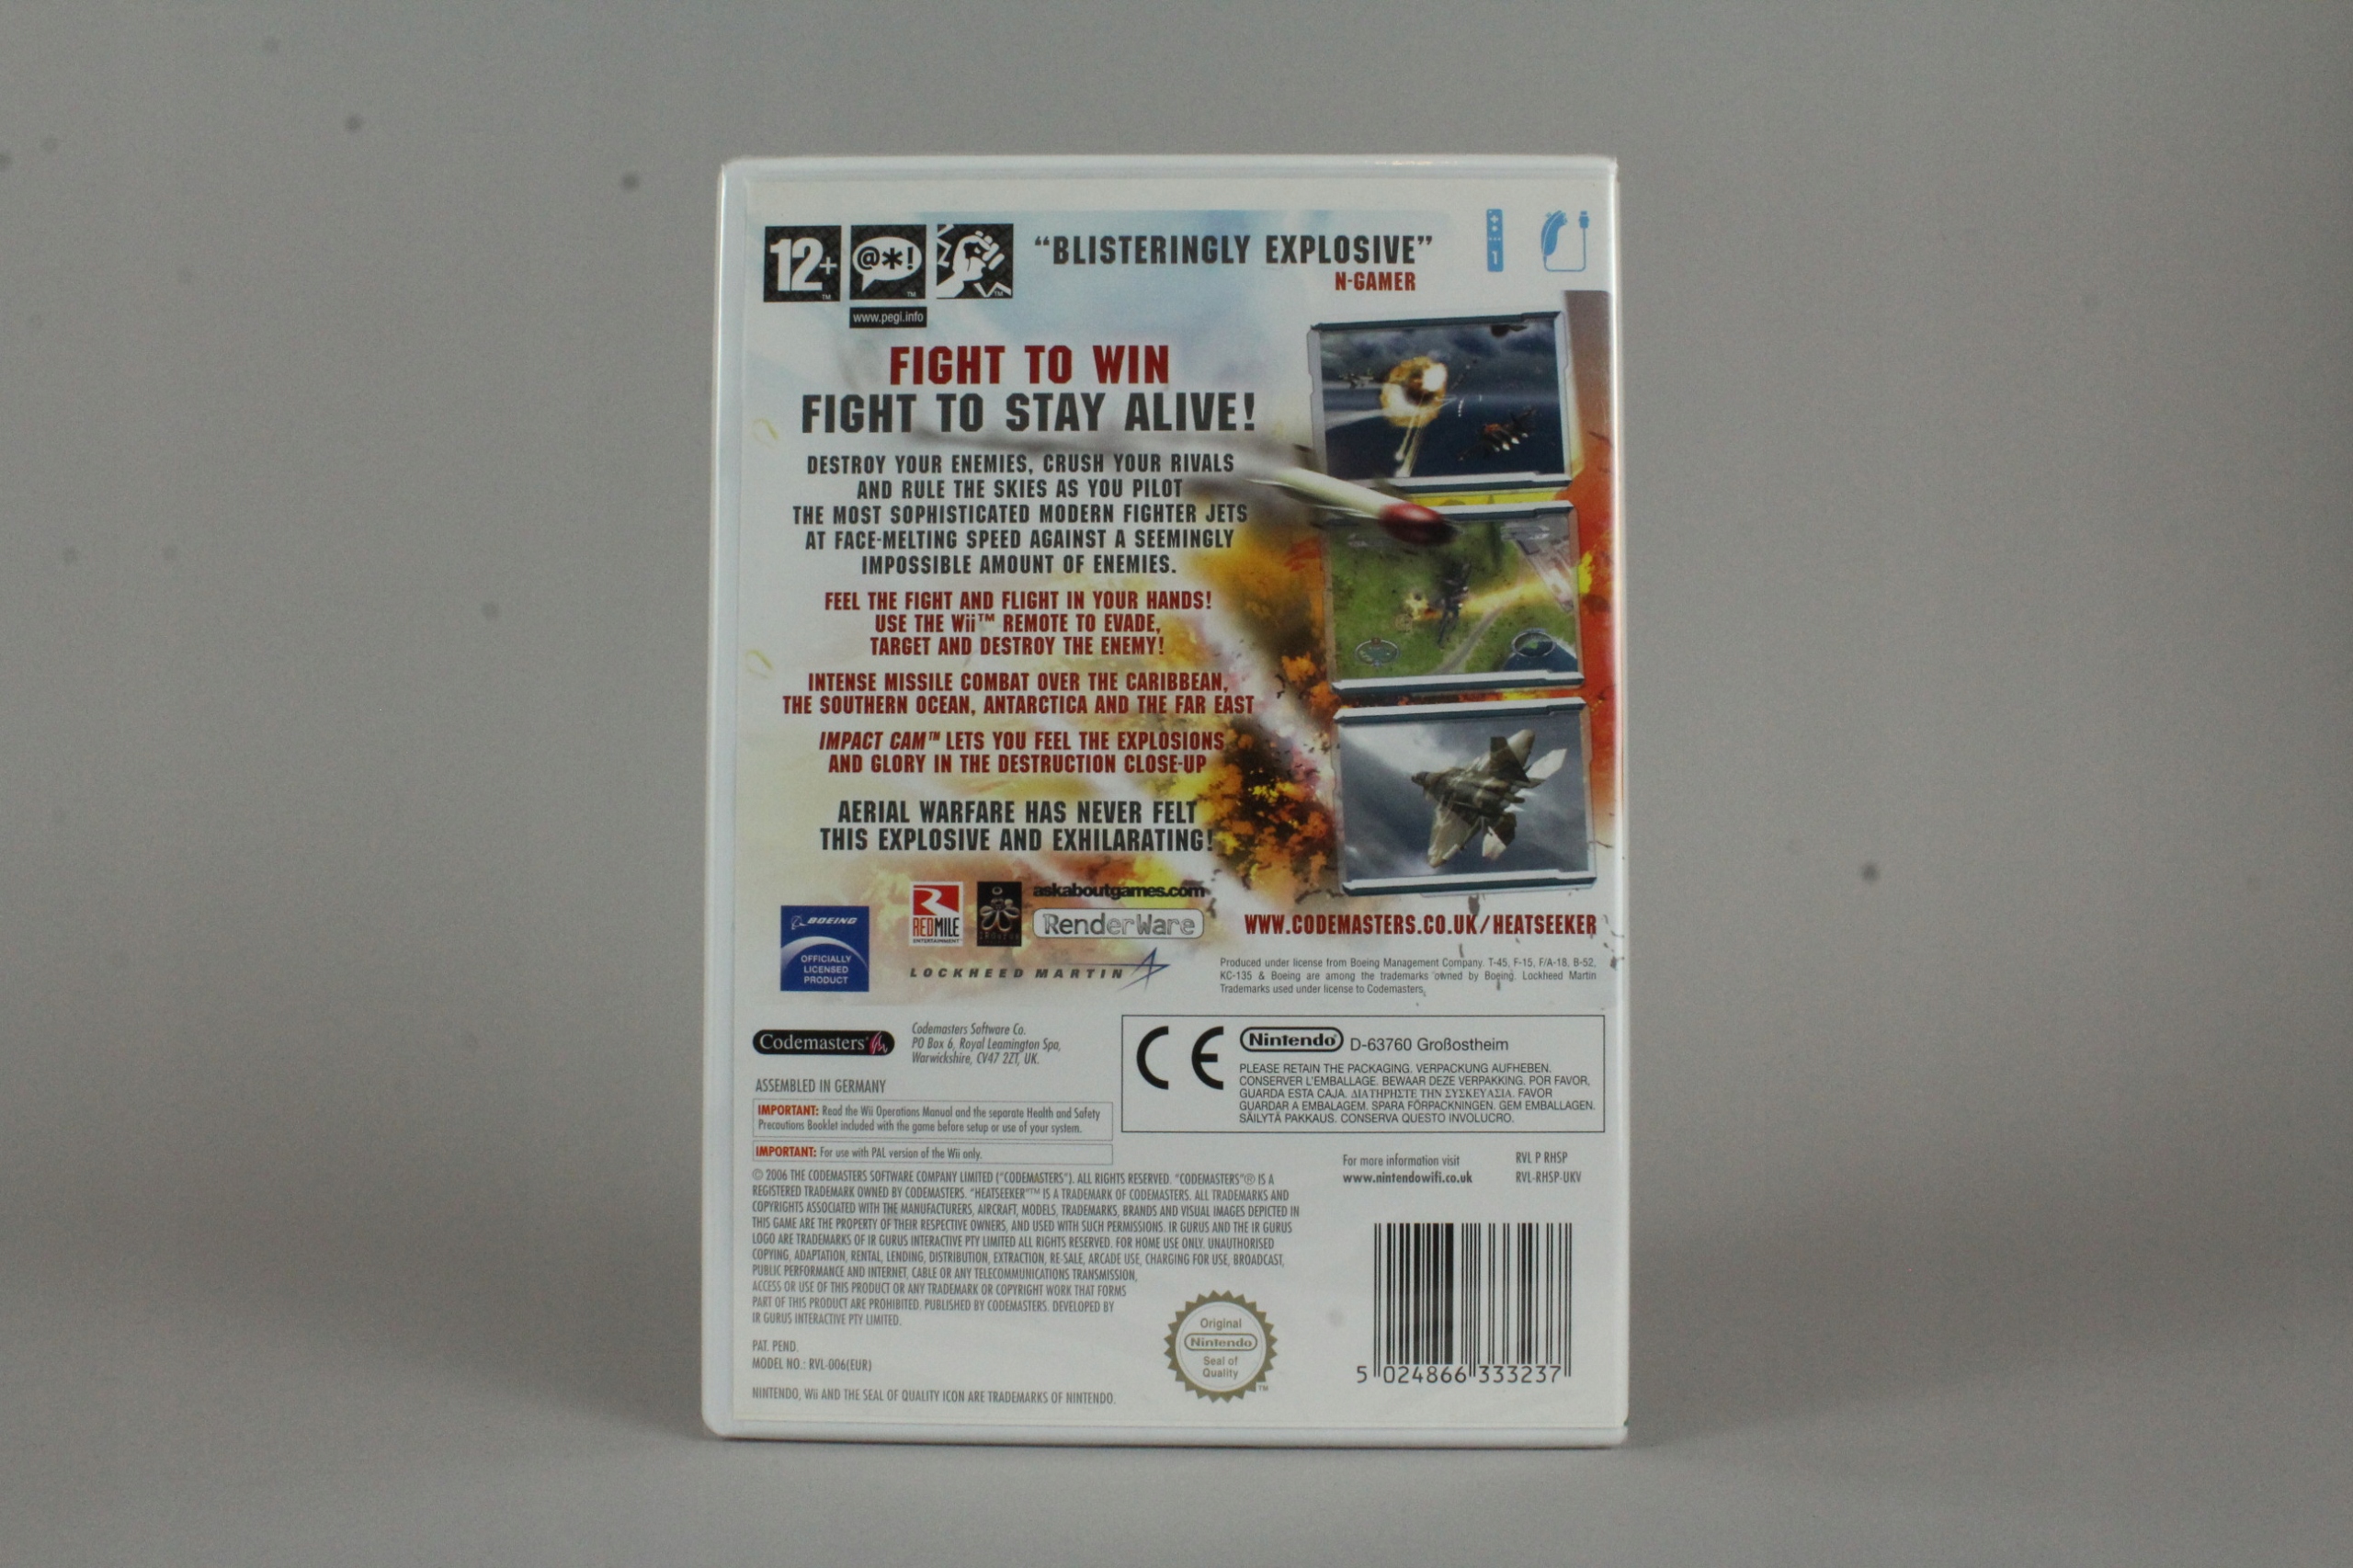 12+
TM
@*!
TM
TM
www.pegi.info
“BLISTERINGLY EXPLOSIVE”
N-GAMER
1
FIGHT TO WIN
FIGHT TO STAY ALIVE!
DESTROY YOUR ENEMIES, CRUSH YOUR RIVALS
AND RULE THE SKIES AS YOU PILOT
THE MOST SOPHISTICATED MODERN FIGHTER JETS
AT FACE-MELTING SPEED AGAINST A SEEMINGLY
IMPOSSIBLE AMOUNT OF ENEMIES.
FEEL THE FIGHT AND FLIGHT IN YOUR HANDS!
USE THE Wii™ REMOTE TO EVADE,
TARGET AND DESTROY THE ENEMY!
INTENSE MISSILE COMBAT OVER THE CARIBBEAN,
THE SOUTHERN OCEAN, ANTARCTICA AND THE FAR EAST
IMPACT CAM™ LETS YOU FEEL THE EXPLOSIONS
AND GLORY IN THE DESTRUCTION CLOSE-UP
AERIAL WARFARE HAS NEVER FELT
THIS EXPLOSIVE AND EXHILARATING!
BOEING
OFFICIALLY
LICENSED
PRODUCT
REDMILE
ENTERTAINMENT
askaboutgames.com
RenderWare
LOCKHEED MARTIN
WWW.CODEMASTERS.CO.UK/HEATSEEKER
Produced under license from Boeing Management Company. T-45, F-15, F/A-18, B-52,
KC-135 & Boeing are among the trademarks owned by Boeing. Lockheed Martin
Trademarks used under license to Codemasters.
Codemasters®
Codemasters Software Co.
PO Box 6, Royal Leamington Spa,
Warwickshire, CV47 2ZT, UK.
ASSEMBLED IN GERMANY
IMPORTANT: Read the Wii Operations Manual and the separate Health and Safety
Precautions Booklet included with the game before setup or use of your system.
IMPORTANT: For use with PAL version of the Wii only.
CE
Nintendo® D-63760 Großostheim
PLEASE RETAIN THE PACKAGING. VERPACKUNG AUFHEBEN.
CONSERVER L'EMBALLAGE. BEWAAR DEZE VERPAKKING. POR FAVOR,
GUARDA ESTA CAJA. ΔΙΑΤΗΡΗΣΤΕ ΤΗΝ ΣΥΣΚΕΥΑΣΙΑ. FAVOR
GUARDAR A EMBALAGEM. SPARA FÖRPACKNINGEN. GEM EMBALLAGEN.
SÄILYTÄ PAKKAUS. CONSERVA QUESTO INVOLUCRO.
For more information visit
www.nintendowifi.co.uk
RVL P RHSP
RVL-RHSP-UKV
© 2006 THE CODEMASTERS SOFTWARE COMPANY LIMITED ("CODEMASTERS"). ALL RIGHTS RESERVED. "CODEMASTERS"® IS A
REGISTERED TRADEMARK OWNED BY CODEMASTERS. "HEATSEEKER"™ IS A TRADEMARK OF CODEMASTERS. ALL TRADEMARKS AND
COPYRIGHTS ASSOCIATED WITH THE MANUFACTURERS, AIRCRAFT, MODELS, TRADEMARKS, BRANDS AND VISUAL IMAGES DEPICTED IN
THIS GAME ARE THE PROPERTY OF THEIR RESPECTIVE OWNERS, AND USED WITH SUCH PERMISSIONS. IR GURUS AND THE IR GURUS
LOGO ARE TRADEMARKS OF IR GURUS INTERACTIVE PTY LIMITED ALL RIGHTS RESERVED. FOR HOME USE ONLY. UNAUTHORISED
COPYING, ADAPTATION, RENTAL, LENDING, DISTRIBUTION, EXTRACTION, RE-SALE, ARCADE USE, CHARGING FOR USE, BROADCAST,
PUBLIC PERFORMANCE AND INTERNET, CABLE OR ANY TELECOMMUNICATIONS TRANSMISSION,
ACCESS OR USE OF THIS PRODUCT OR ANY TRADEMARK OR COPYRIGHT WORK THAT FORMS
PART OF THIS PRODUCT ARE PROHIBITED. PUBLISHED BY CODEMASTERS. DEVELOPED BY
IR GURUS INTERACTIVE PTY LIMITED.
PAT. PEND.
MODEL NO.: RVL-006(EUR)
NINTENDO, Wii AND THE SEAL OF QUALITY ICON ARE TRADEMARKS OF NINTENDO.
Original
Nintendo
Seal of
Quality
TM
5 024866 333237